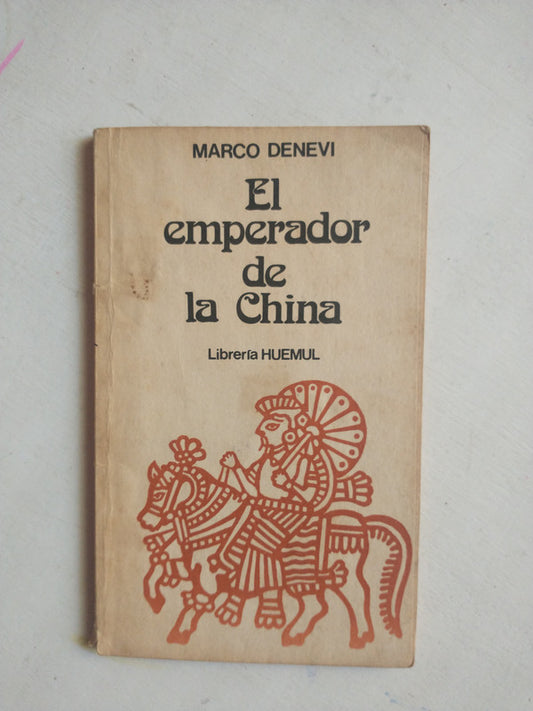 MARCO DENEVI
El
emperador
de
la China
Librería HUEMUL